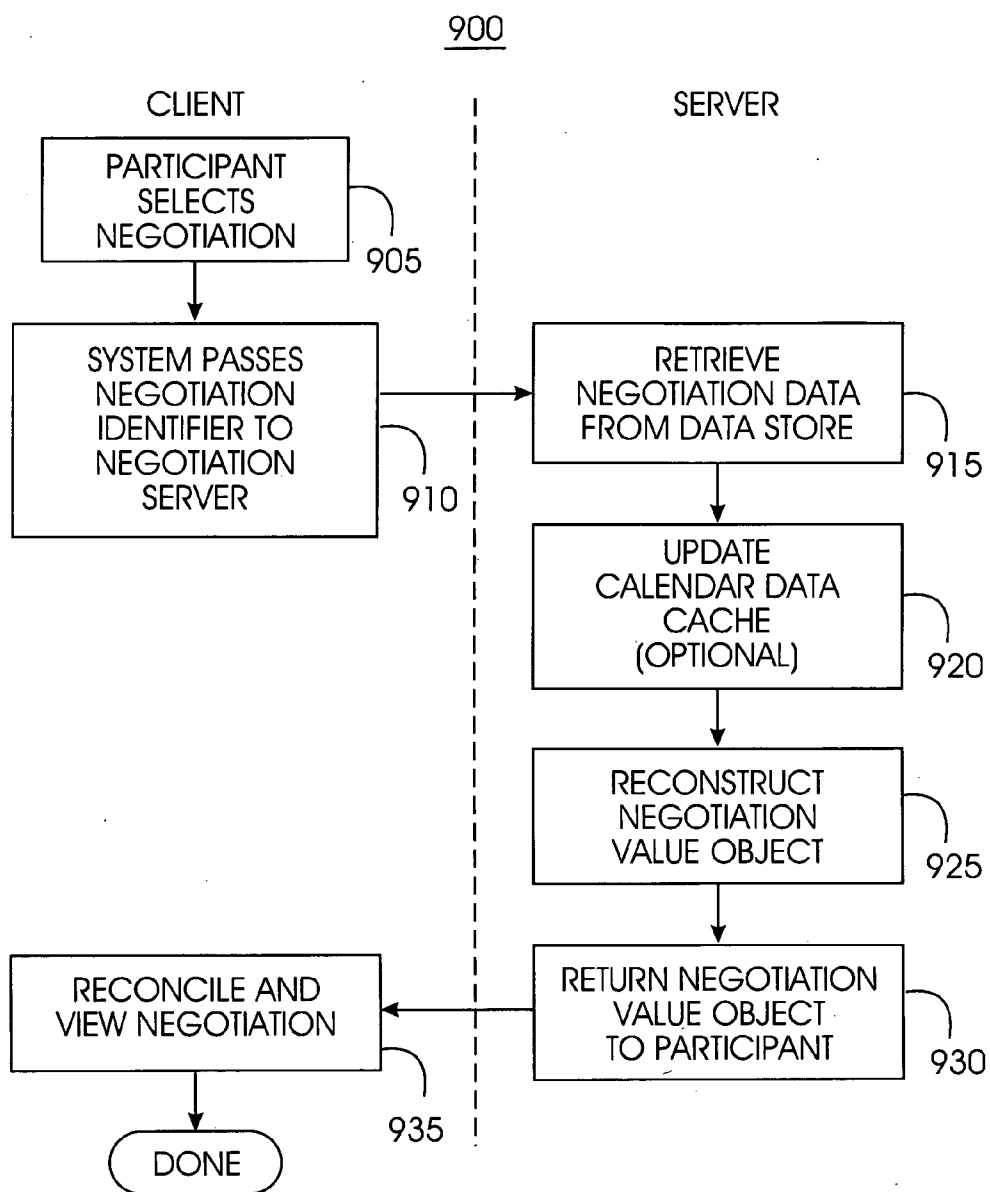 900
CLIENT
SERVER
PARTICIPANT
SELECTS
NEGOTIATION
905
SYSTEM PASSES
NEGOTIATION
IDENTIFIER TO
NEGOTIATION
SERVER
910
RETRIEVE
NEGOTIATION DATA
FROM DATA STORE
915
UPDATE
CALENDAR DATA
CACHE
(OPTIONAL)
920
RECONSTRUCT
NEGOTIATION
VALUE OBJECT
925
RETURN NEGOTIATION
VALUE OBJECT
TO PARTICIPANT
930
RECONCILE AND
VIEW NEGOTIATION
935
DONE